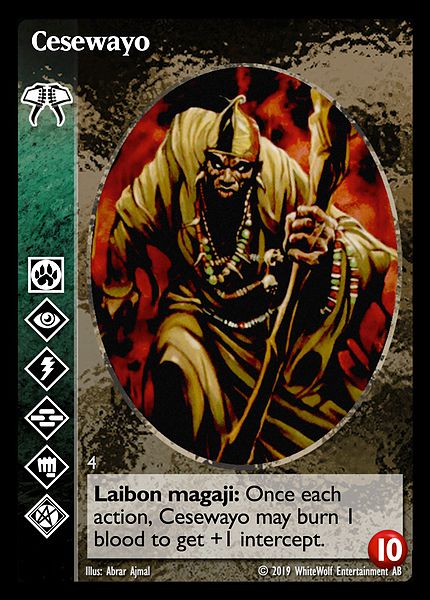 Cesewayo
4
Laibon magaji: Once each
action, Cesewayo may burn 1
blood to get +1 intercept.
10
Illus: Abrar Ajmal
© 2019 WhiteWolf Entertainment AB